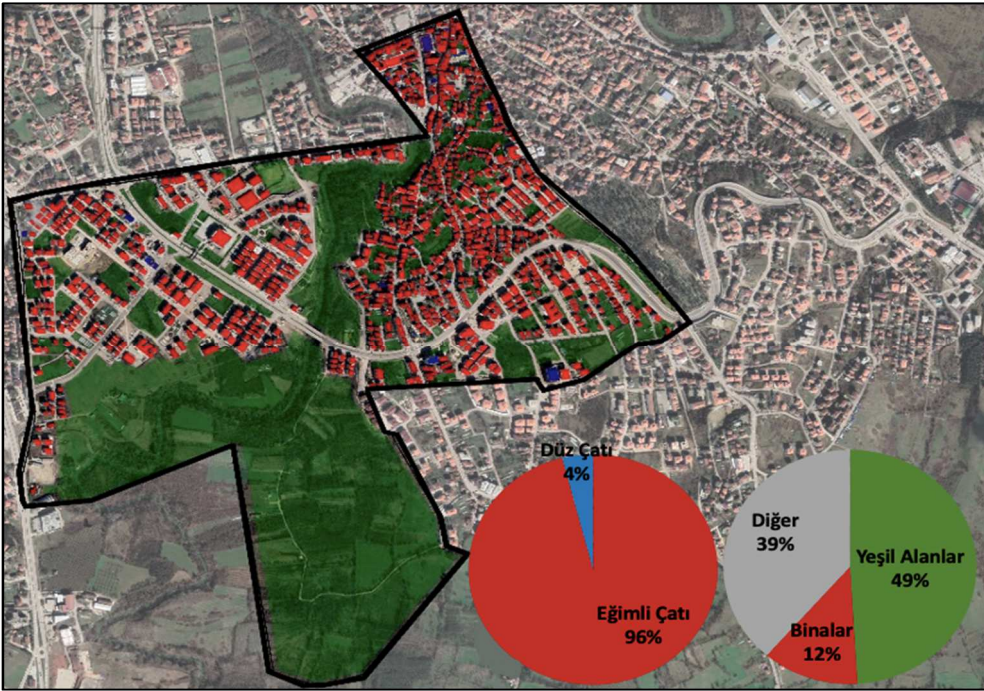 Düz Çatı
4%
Eğimli Çatı
96%
Diğer
39%
Yeşil Alanlar
49%
Binalar
12%